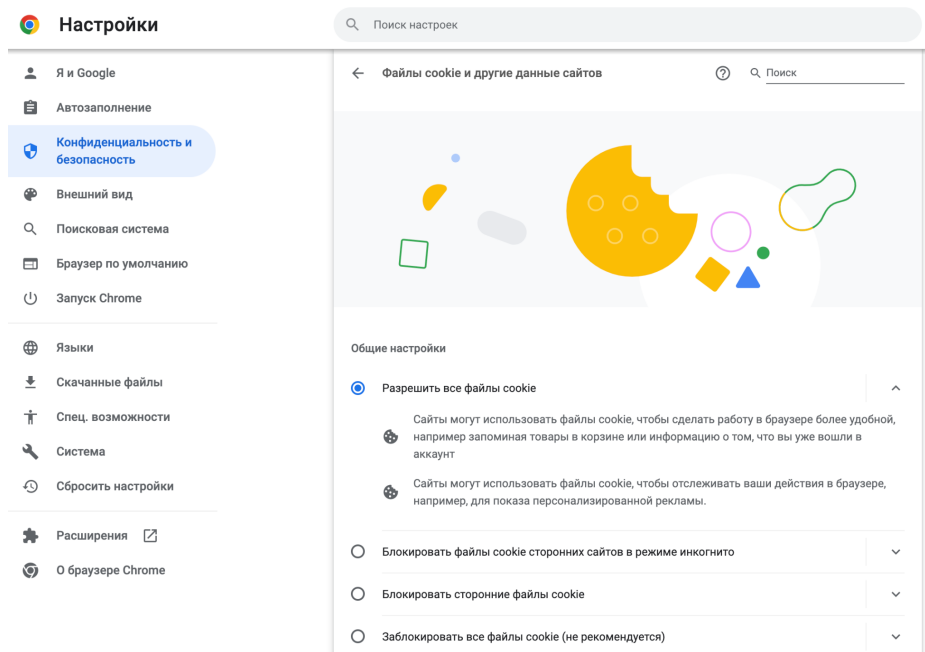 Настройки
Поиск настроек
Я и Google
Автозаполнение
Конфиденциальность и
безопасность
Внешний вид
Поисковая система
Браузер по умолчанию
Запуск Chrome
Языки
Скачанные файлы
Спец. возможности
Система
Сбросить настройки
Расширения
О браузере Chrome
Файлы cookie и другие данные сайтов
Поиск
Общие настройки
Разрешить все файлы cookie
Сайты могут использовать файлы cookie, чтобы сделать работу в браузере более удобной,
например запоминая товары в корзине или информацию о том, что вы уже вошли в
аккаунт
Сайты могут использовать файлы cookie, чтобы отслеживать ваши действия в браузере,
например, для показа персонализированной рекламы.
Блокировать файлы cookie сторонних сайтов в режиме инкогнито
Блокировать сторонние файлы cookie
Заблокировать все файлы cookie (не рекомендуется)